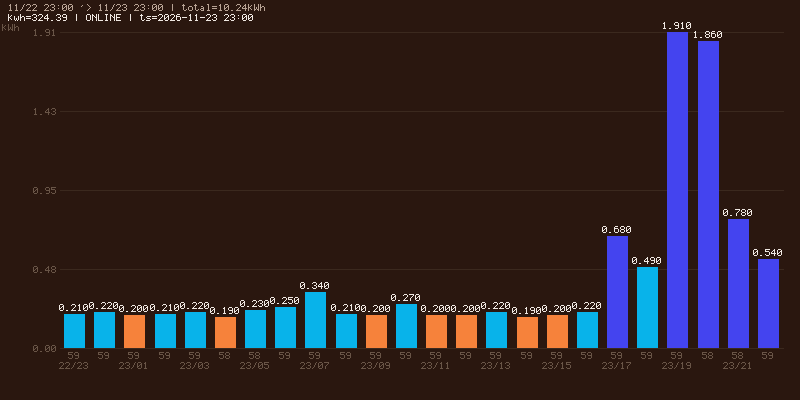 11/22 23:00 -> 11/23 23:00 | total=10.24kWh
Kwh=324.39 | ONLINE | ts=2026-11-23 23:00
kWh
1.91
1.43
0.95
0.48
0.00
0.210 0.220 0.200 0.210 0.220 0.190 0.230 0.250 0.340 0.210 0.200 0.270 0.200 0.200 0.220 0.190 0.200 0.220 0.680 0.490 1.910 1.860 0.780 0.540
59 59 59 59 59 58 58 59 59 59 59 59 59 59 59 59 59 59 59 59 59 58 58 59
22/23 23/01 23/03 23/05 23/07 23/09 23/11 23/13 23/15 23/17 23/19 23/21